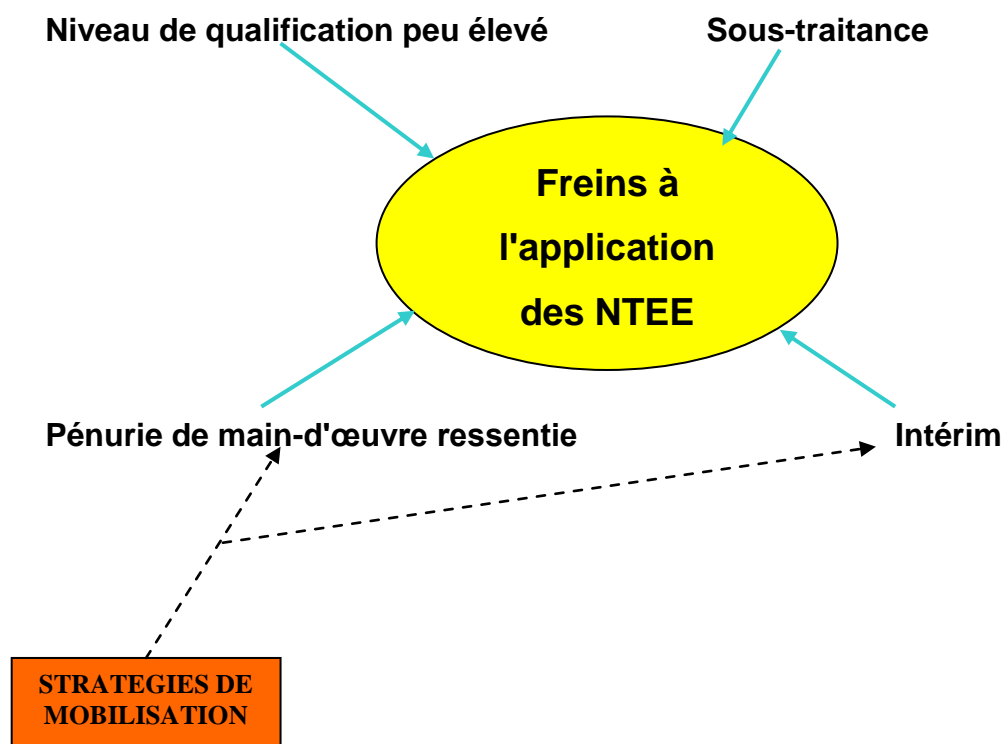 Niveau de qualification peu élevé
Sous-traitance
Freins à
l'application
des NTEE
Pénurie de main-d'œuvre ressentie
Intérim
STRATEGIES DE
MOBILISATION